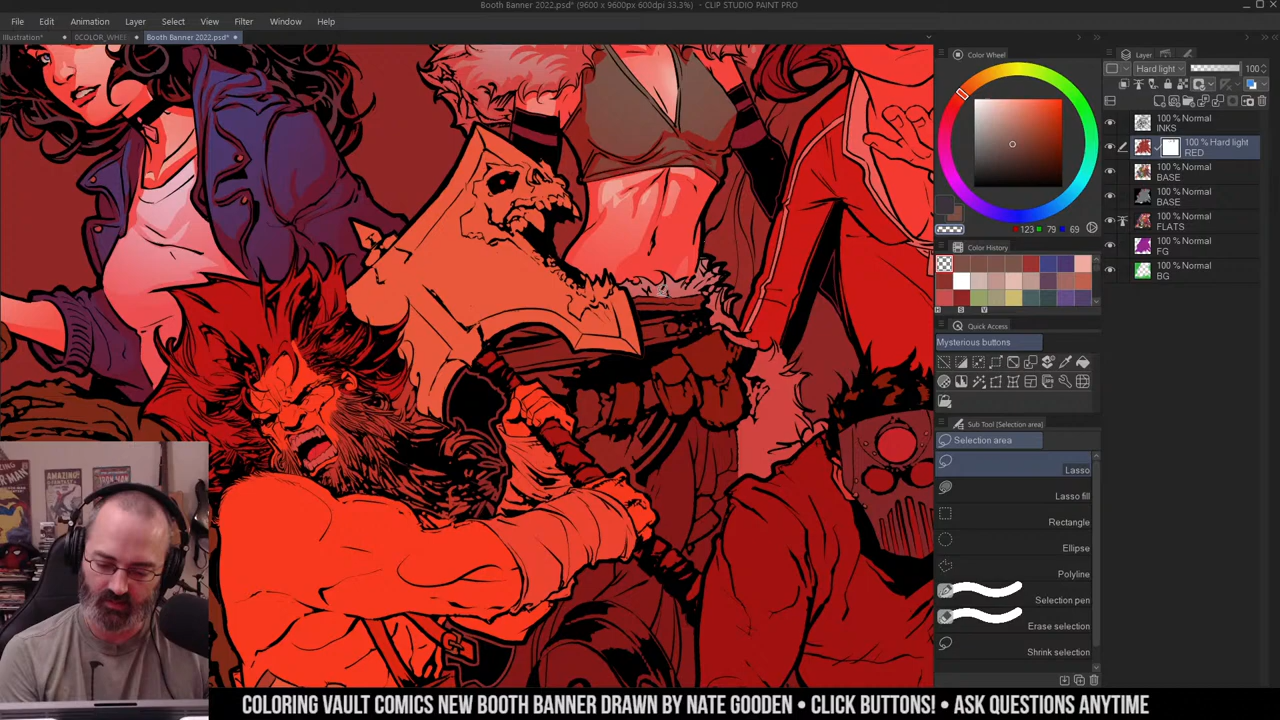 Booth Banner 2022.psd* (9600 x 9600px 600dpi 33.3%) - CLIP STUDIO PAINT PRO
File Edit Animation Layer Select View Filter Window Help
Illustration* 0COLOR_WHE Booth Banner 2022.psd*
Color Wheel
123 79 69
Color History
H S V
Quick Access
Mysterious buttons
Sub Tool [Selection area]
Selection area
Lasso
Lasso fill
Rectangle
Ellipse
Polyline
Selection pen
Erase selection
Shrink selection
Layer
Hard light 100
100 % Normal
INKS
100 % Hard light
RED
100 % Normal
BASE
100 % Normal
BASE
100 % Normal
FLATS
100 % Normal
FG
100 % Normal
BG
AMAZING
COLORING VAULT COMICS NEW BOOTH BANNER DRAWN BY NATE GOODEN • CLICK BUTTONS! • ASK QUESTIONS ANYTIME